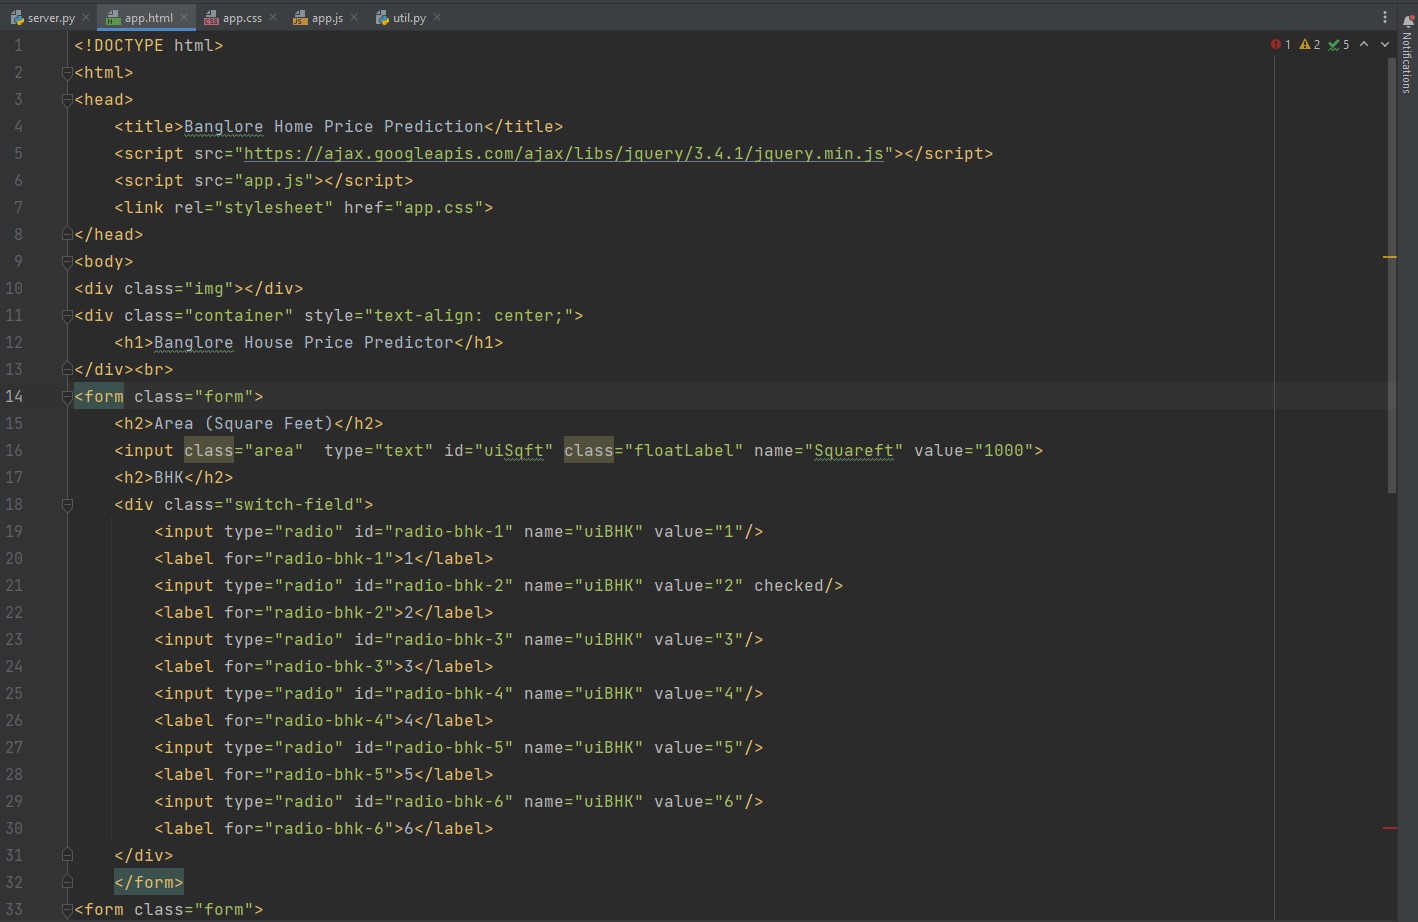 server.py app.html app.css app.js util.py
1 2 5
Notifications
1 <!DOCTYPE html>
2 <html>
3 <head>
4 <title>Banglore Home Price Prediction</title>
5 <script src="https://ajax.googleapis.com/ajax/libs/jquery/3.4.1/jquery.min.js"></script>
6 <script src="app.js"></script>
7 <link rel="stylesheet" href="app.css">
8 </head>
9 <body>
10 <div class="img"></div>
11 <div class="container" style="text-align: center;">
12 <h1>Banglore House Price Predictor</h1>
13 </div><br>
14 <form class="form">
15 <h2>Area (Square Feet)</h2>
16 <input class="area"  type="text" id="uiSqft" class="floatLabel" name="Squareft" value="1000">
17 <h2>BHK</h2>
18 <div class="switch-field">
19 <input type="radio" id="radio-bhk-1" name="uiBHK" value="1"/>
20 <label for="radio-bhk-1">1</label>
21 <input type="radio" id="radio-bhk-2" name="uiBHK" value="2" checked/>
22 <label for="radio-bhk-2">2</label>
23 <input type="radio" id="radio-bhk-3" name="uiBHK" value="3"/>
24 <label for="radio-bhk-3">3</label>
25 <input type="radio" id="radio-bhk-4" name="uiBHK" value="4"/>
26 <label for="radio-bhk-4">4</label>
27 <input type="radio" id="radio-bhk-5" name="uiBHK" value="5"/>
28 <label for="radio-bhk-5">5</label>
29 <input type="radio" id="radio-bhk-6" name="uiBHK" value="6"/>
30 <label for="radio-bhk-6">6</label>
31 </div>
32 </form>
33 <form class="form">